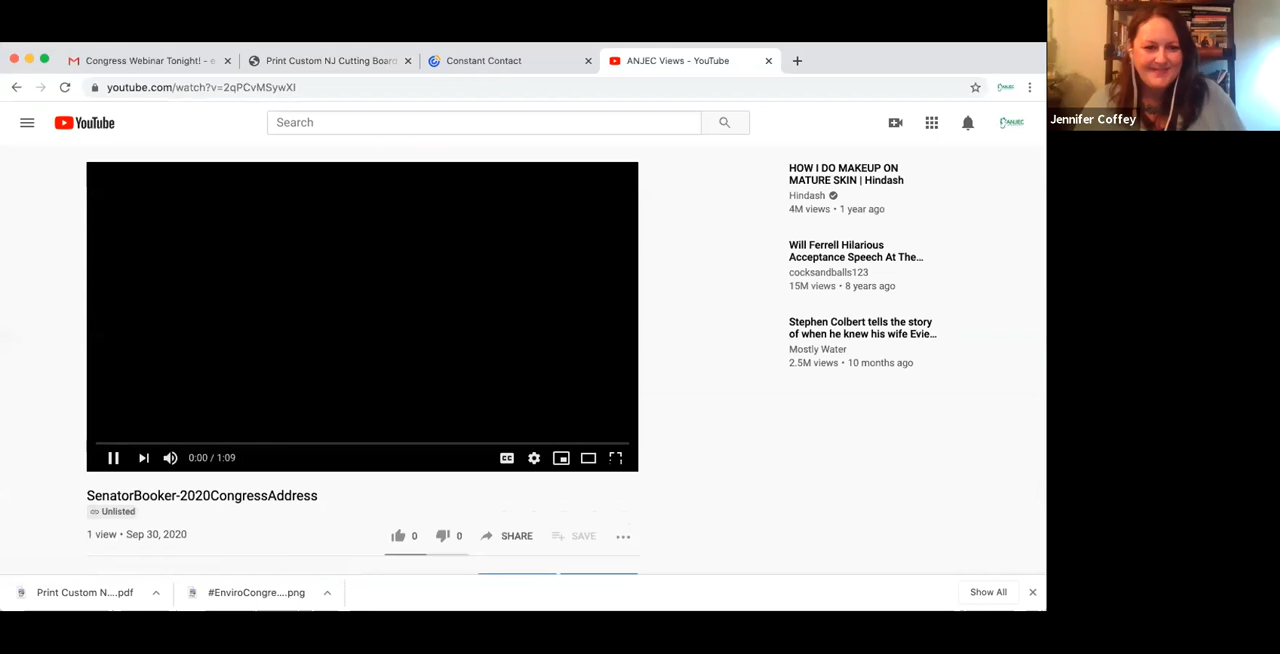 Congress Webinar Tonight! - e
Print Custom NJ Cutting Board
Constant Contact
ANJEC Views - YouTube
youtube.com/watch?v=2qPCvMSywXI
YouTube
Search
ANJEC
Jennifer Coffey
HOW I DO MAKEUP ON
MATURE SKIN | Hindash
Hindash
4M views • 1 year ago
Will Ferrell Hilarious
Acceptance Speech At The...
cocksandballs123
15M views • 8 years ago
Stephen Colbert tells the story
of when he knew his wife Evie...
Mostly Water
2.5M views • 10 months ago
0:00 / 1:09
CC
SenatorBooker-2020CongressAddress
Unlisted
1 view • Sep 30, 2020
0
0
SHARE
SAVE
Print Custom N....pdf
#EnviroCongre....png
Show All